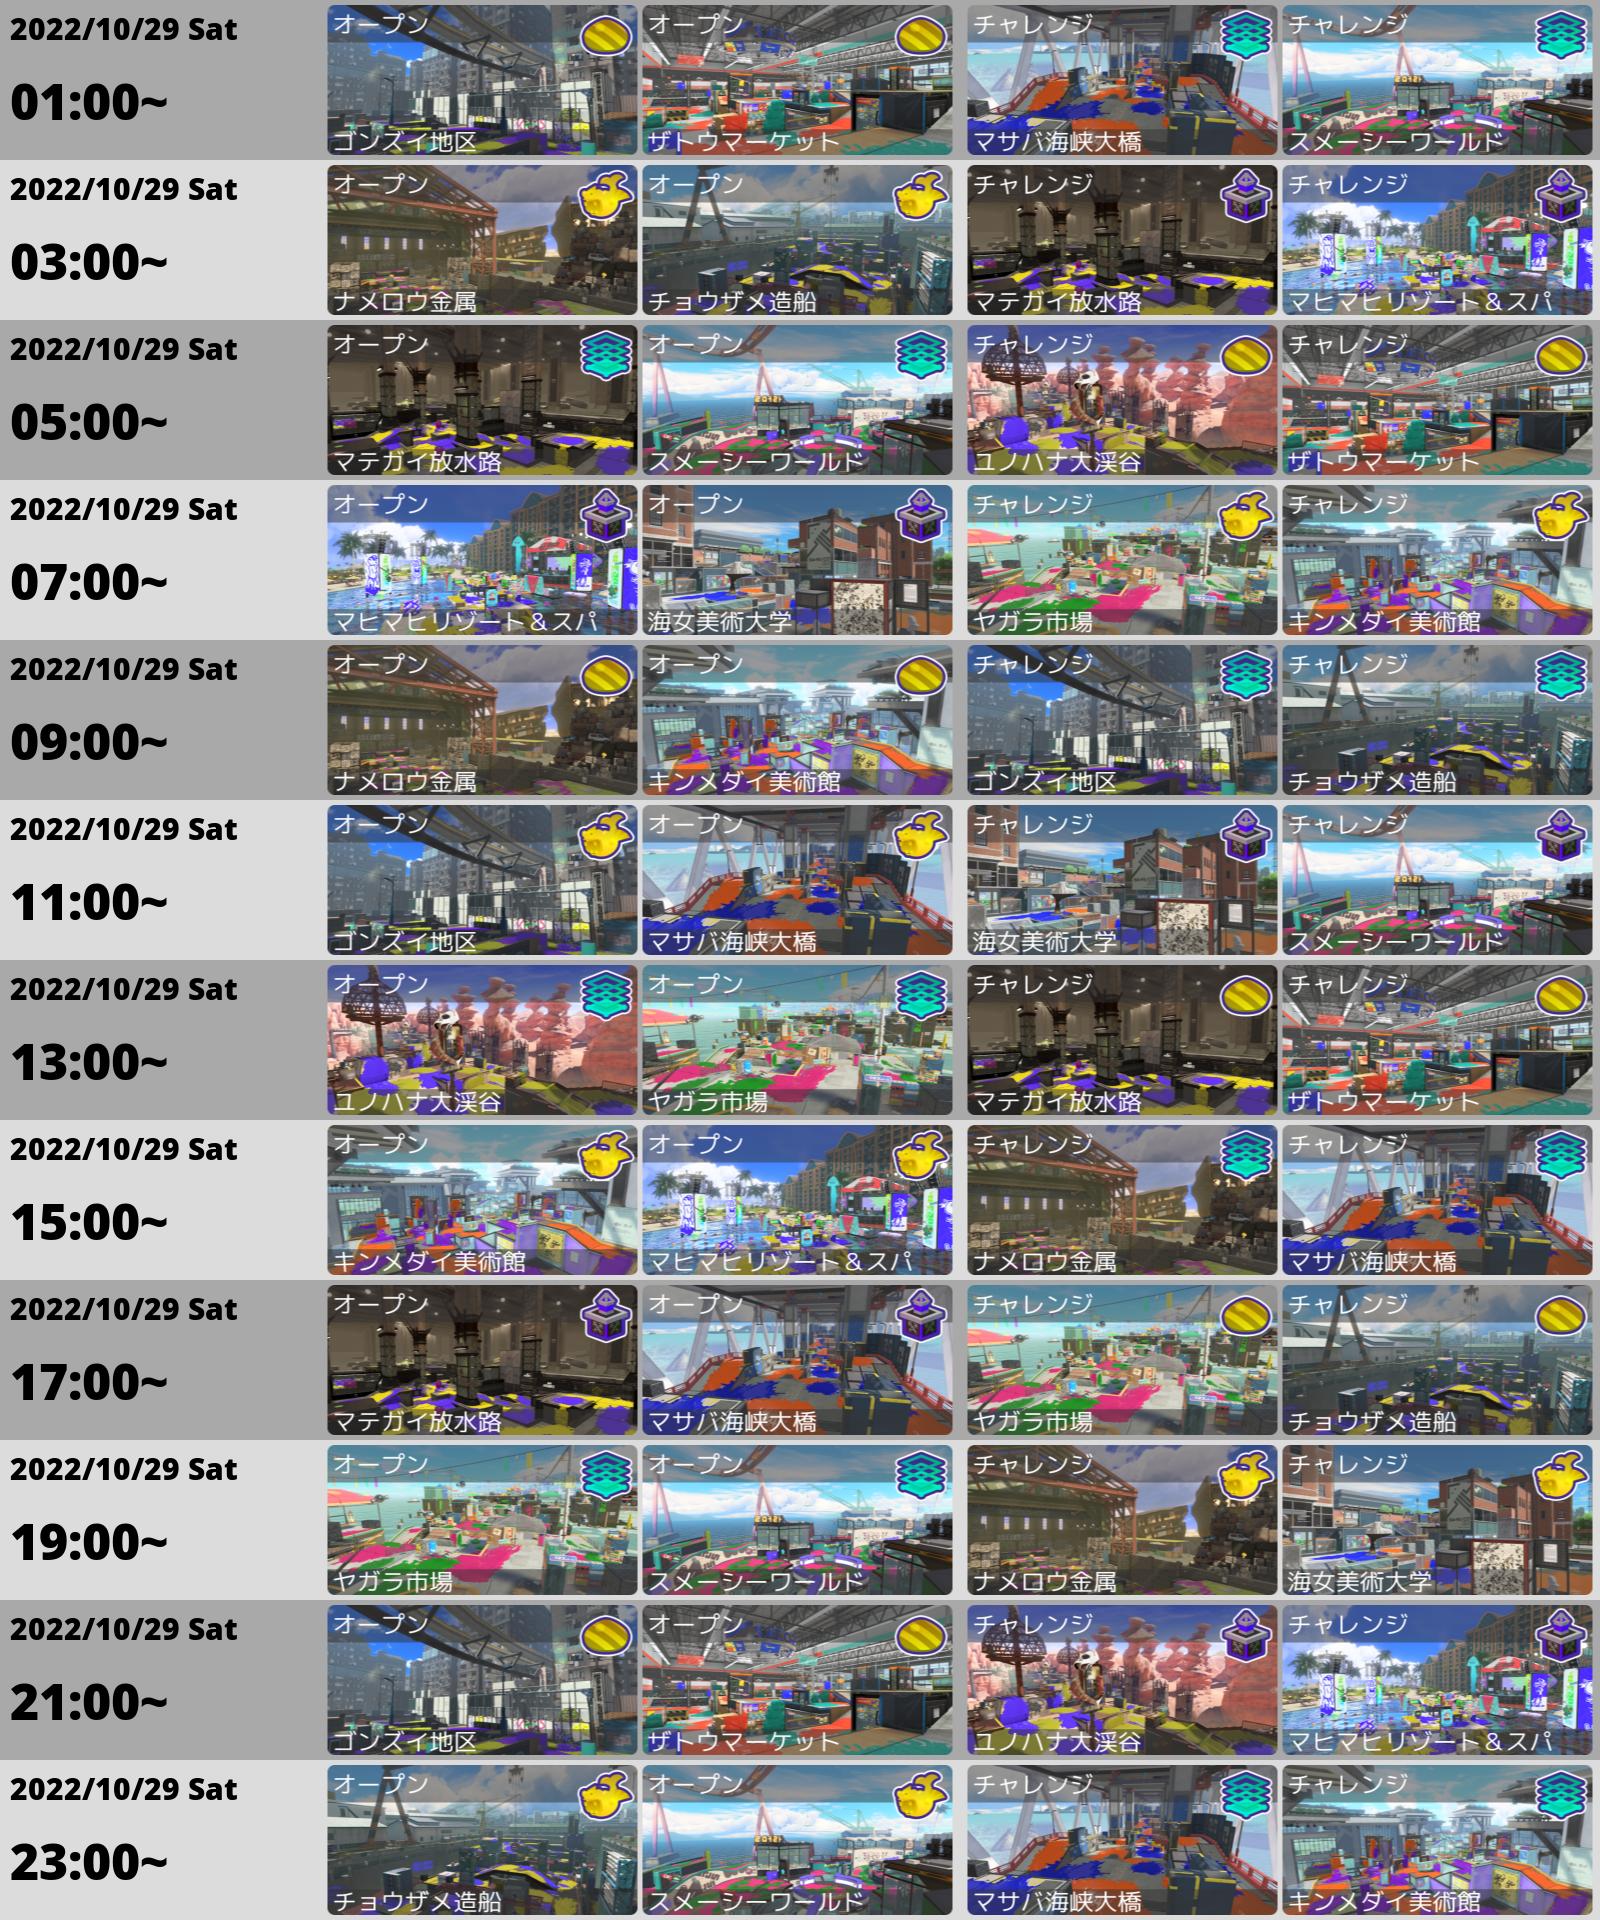 2022/10/29 Sat
01:00~
オープン
ゴンズイ地区
オープン
ザトウマーケット
チャレンジ
マサバ海峡大橋
チャレンジ
スメーシーワールド
2022/10/29 Sat
03:00~
オープン
ナメロウ金属
オープン
チョウザメ造船
チャレンジ
マテガイ放水路
チャレンジ
マヒマヒリゾート＆スパ
2022/10/29 Sat
05:00~
オープン
マテガイ放水路
オープン
スメーシーワールド
チャレンジ
ユノハナ大渓谷
チャレンジ
ザトウマーケット
2022/10/29 Sat
07:00~
オープン
マヒマヒリゾート＆スパ
オープン
海女美術大学
チャレンジ
ヤガラ市場
チャレンジ
キンメダイ美術館
2022/10/29 Sat
09:00~
オープン
ナメロウ金属
オープン
キンメダイ美術館
チャレンジ
ゴンズイ地区
チャレンジ
チョウザメ造船
2022/10/29 Sat
11:00~
オープン
ゴンズイ地区
オープン
マサバ海峡大橋
チャレンジ
海女美術大学
チャレンジ
スメーシーワールド
2022/10/29 Sat
13:00~
オープン
ユノハナ大渓谷
オープン
ヤガラ市場
チャレンジ
マテガイ放水路
チャレンジ
ザトウマーケット
2022/10/29 Sat
15:00~
オープン
キンメダイ美術館
オープン
マヒマヒリゾート＆スパ
チャレンジ
ナメロウ金属
チャレンジ
マサバ海峡大橋
2022/10/29 Sat
17:00~
オープン
マテガイ放水路
オープン
マサバ海峡大橋
チャレンジ
ヤガラ市場
チャレンジ
チョウザメ造船
2022/10/29 Sat
19:00~
オープン
ヤガラ市場
オープン
スメーシーワールド
チャレンジ
ナメロウ金属
チャレンジ
海女美術大学
2022/10/29 Sat
21:00~
オープン
ゴンズイ地区
オープン
ザトウマーケット
チャレンジ
ユノハナ大渓谷
チャレンジ
マヒマヒリゾート＆スパ
2022/10/29 Sat
23:00~
オープン
チョウザメ造船
オープン
スメーシーワールド
チャレンジ
マサバ海峡大橋
チャレンジ
キンメダイ美術館